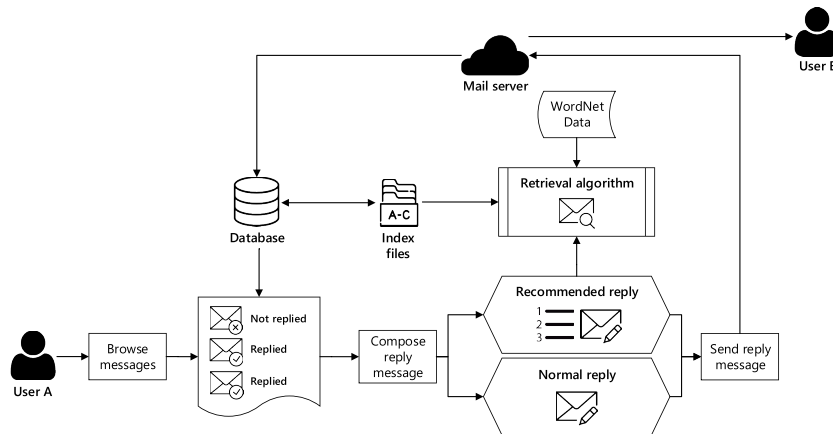 Mail server
User B
WordNet
Data
Retrieval algorithm
A-C
Database
Index
files
Recommended reply
1
2
3
Not replied
Replied
Replied
Browse
messages
Compose
reply
message
Send reply
message
User A
Normal reply